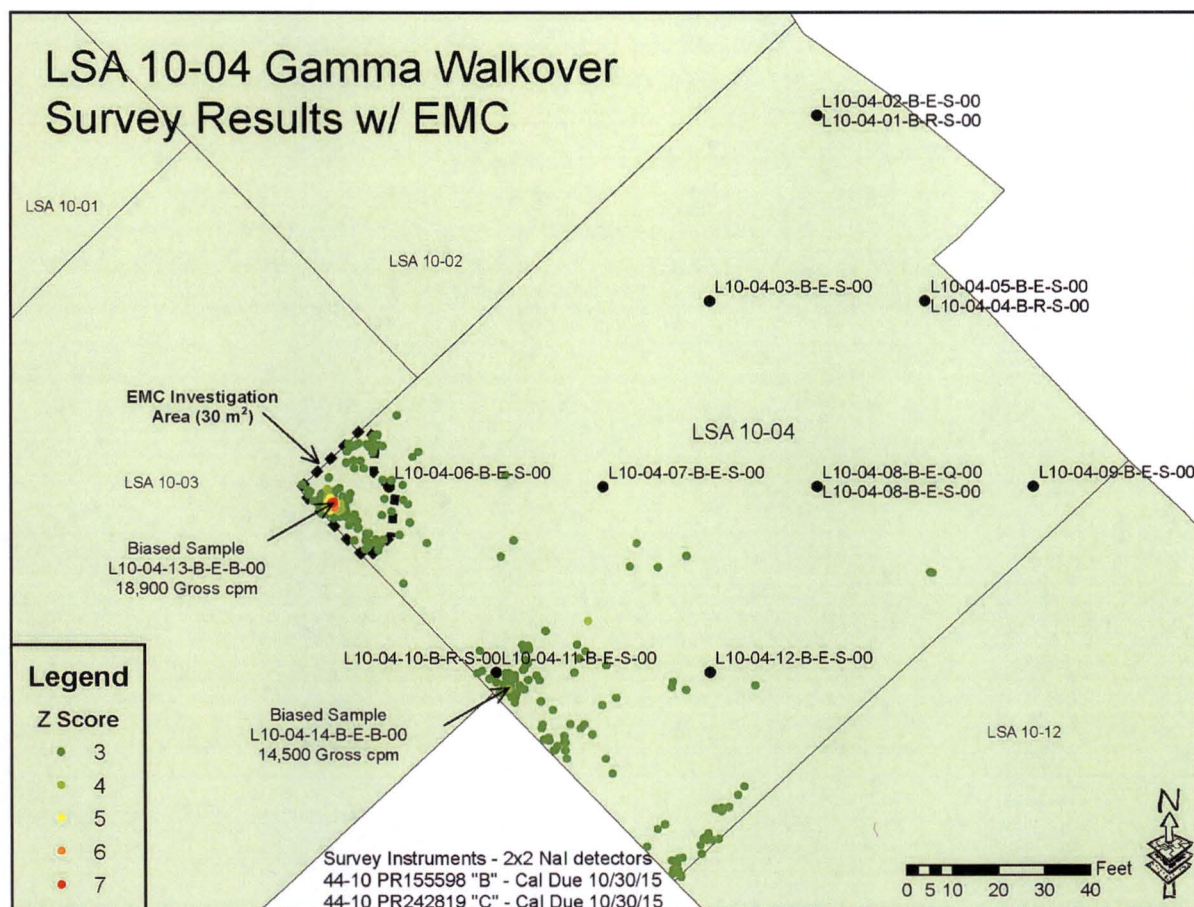 LSA 10-04 Gamma Walkover
Survey Results w/ EMC
L10-04-02-B-E-S-00
L10-04-01-B-R-S-00
LSA 10-01
LSA 10-02
L10-04-03-B-E-S-00
L10-04-05-B-E-S-00
L10-04-04-B-R-S-00
EMC Investigation
Area (30 m²)
LSA 10-04
LSA 10-03
L10-04-06-B-E-S-00
L10-04-07-B-E-S-00
L10-04-08-B-E-Q-00
L10-04-08-B-E-S-00
L10-04-09-B-E-S-00
Biased Sample
L10-04-13-B-E-B-00
18,900 Gross cpm
L10-04-10-B-R-S-00
L10-04-11-B-E-S-00
L10-04-12-B-E-S-00
Biased Sample
L10-04-14-B-E-B-00
14,500 Gross cpm
LSA 10-12
Legend
Z Score
3
4
5
6
7
Survey Instruments - 2x2 NaI detectors
44-10 PR155598 "B" - Cal Due 10/30/15
44-10 PR242819 "C" - Cal Due 10/30/15
N
Feet
0 5 10 20 30 40